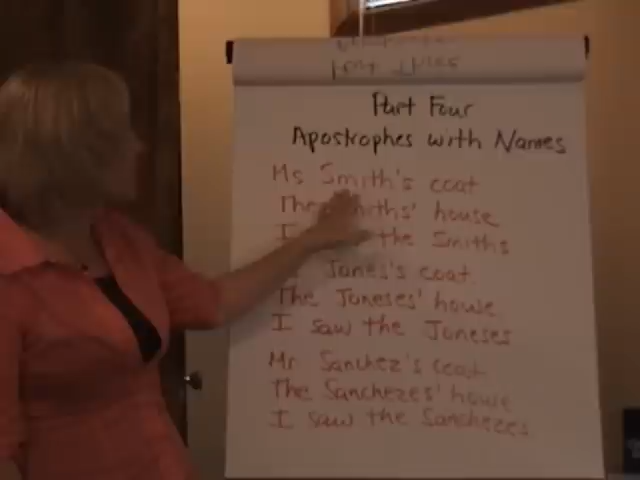 Part Four
Apostrophes with Names
Ms Smith's coat
The Smiths' house
I the Smiths
Jones's coat
The Joneses' house
I saw the Joneses
Mr Sanchez's coat
The Sanchezes' house
I saw the Sanchezes